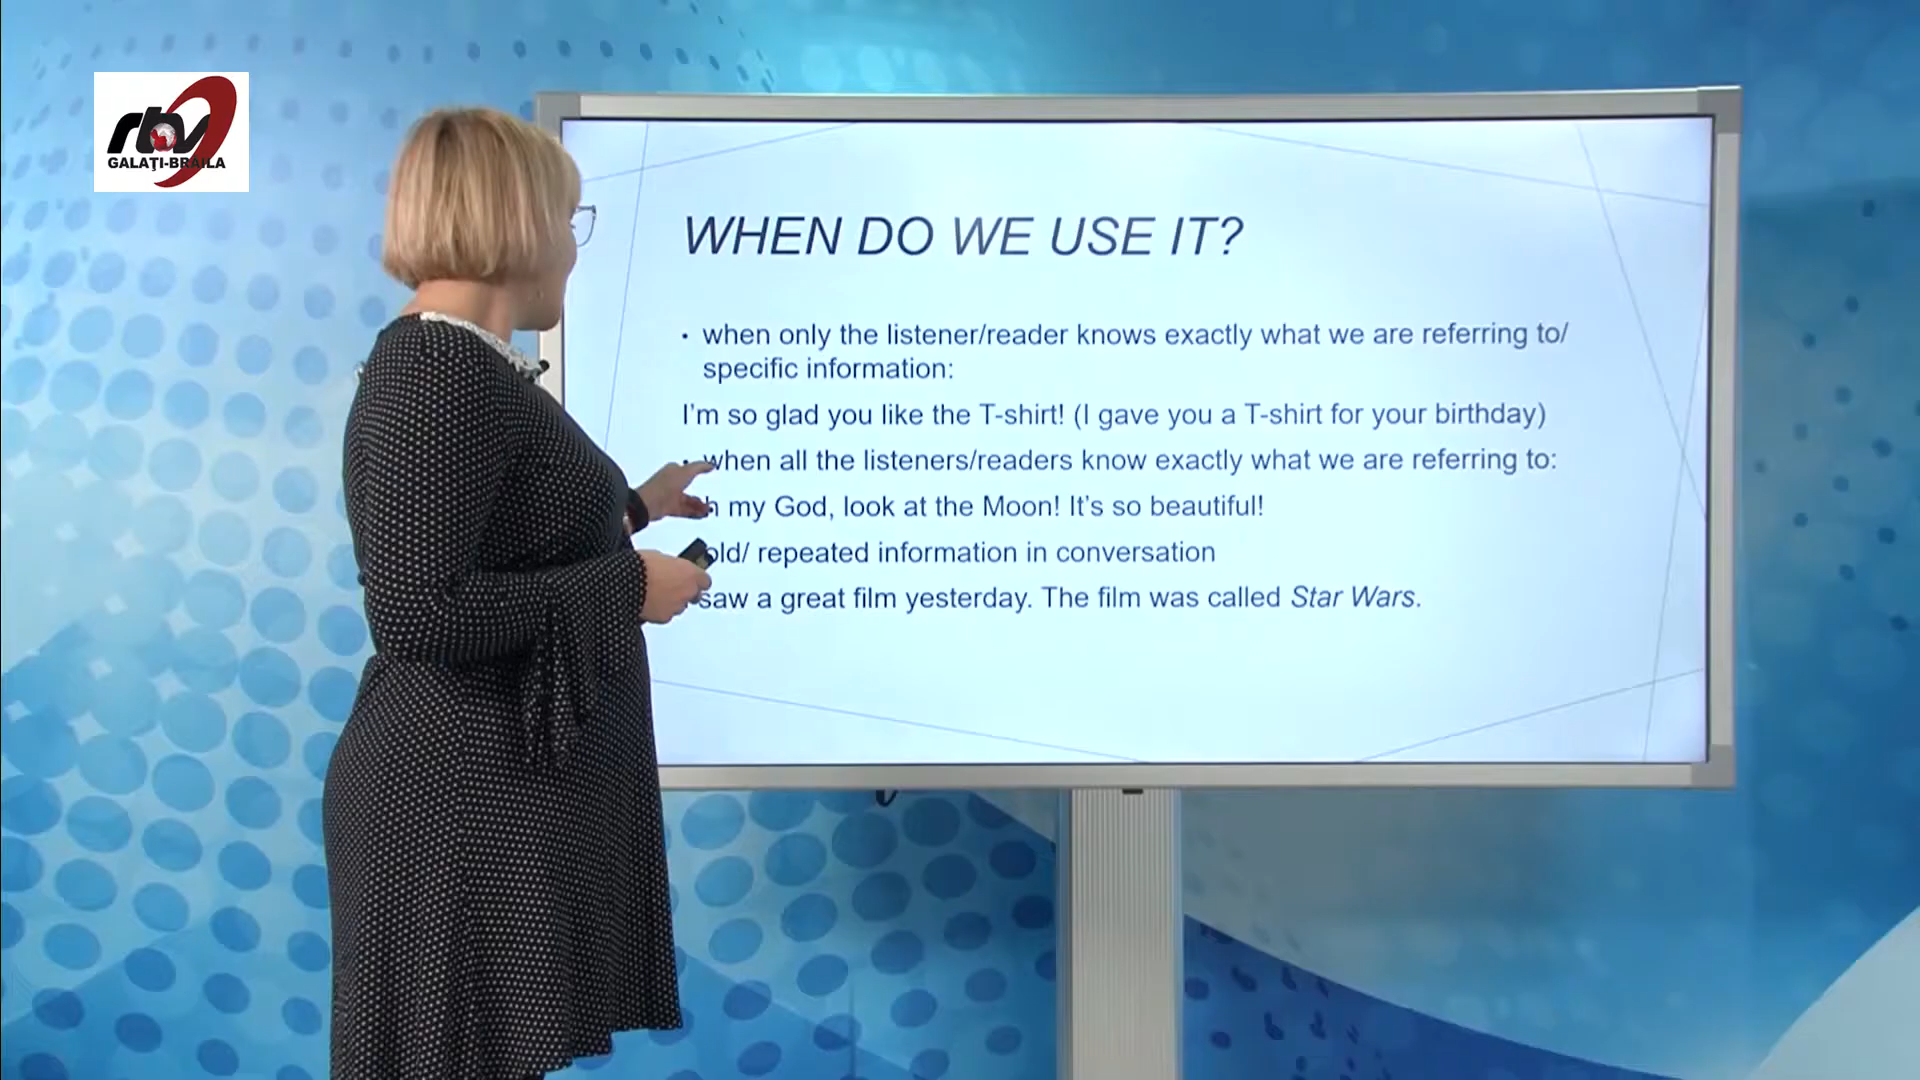 rtv
GALAŢI-BRĂILA
WHEN DO WE USE IT?
• when only the listener/reader knows exactly what we are referring to/
specific information:
I'm so glad you like the T-shirt! (I gave you a T-shirt for your birthday)
• when all the listeners/readers know exactly what we are referring to:
my God, look at the Moon! It's so beautiful!
old/ repeated information in conversation
saw a great film yesterday. The film was called Star Wars.